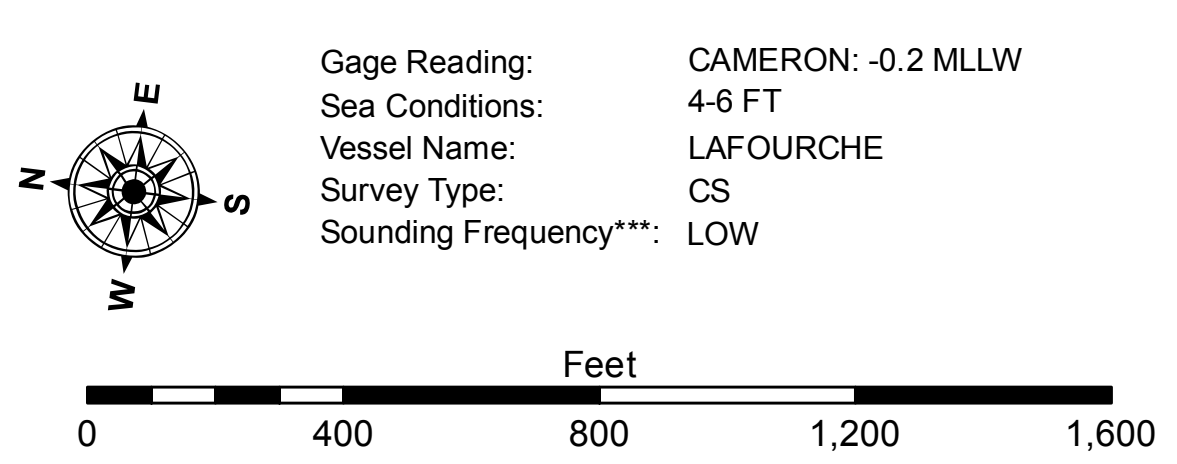 E
N
S
W
Gage Reading: CAMERON: -0.2 MLLW
Sea Conditions: 4-6 FT
Vessel Name: LAFOURCHE
Survey Type: CS
Sounding Frequency***: LOW
Feet
0 400 800 1,200 1,600